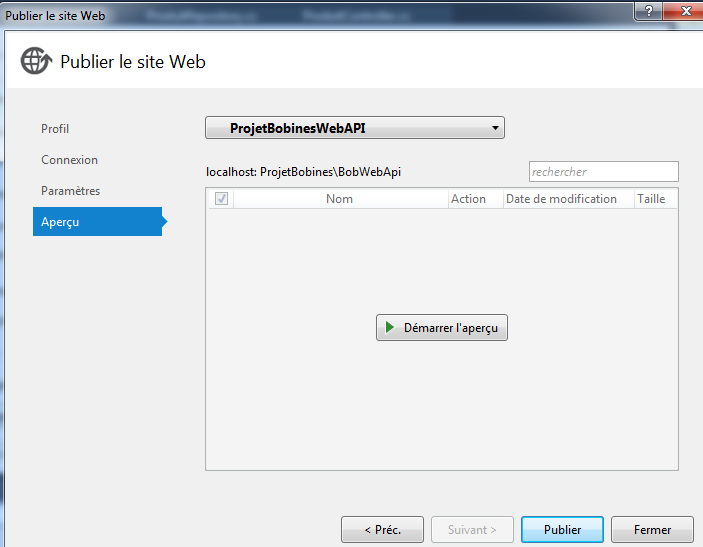 Publier le site Web
Publier le site Web
Profil
Connexion
Paramètres
Aperçu
ProjetBobinesWebAPI
localhost: ProjetBobines\BobWebApi
rechercher
Nom Action Date de modification Taille
Démarrer l'aperçu
< Préc. Suivant > Publier Fermer